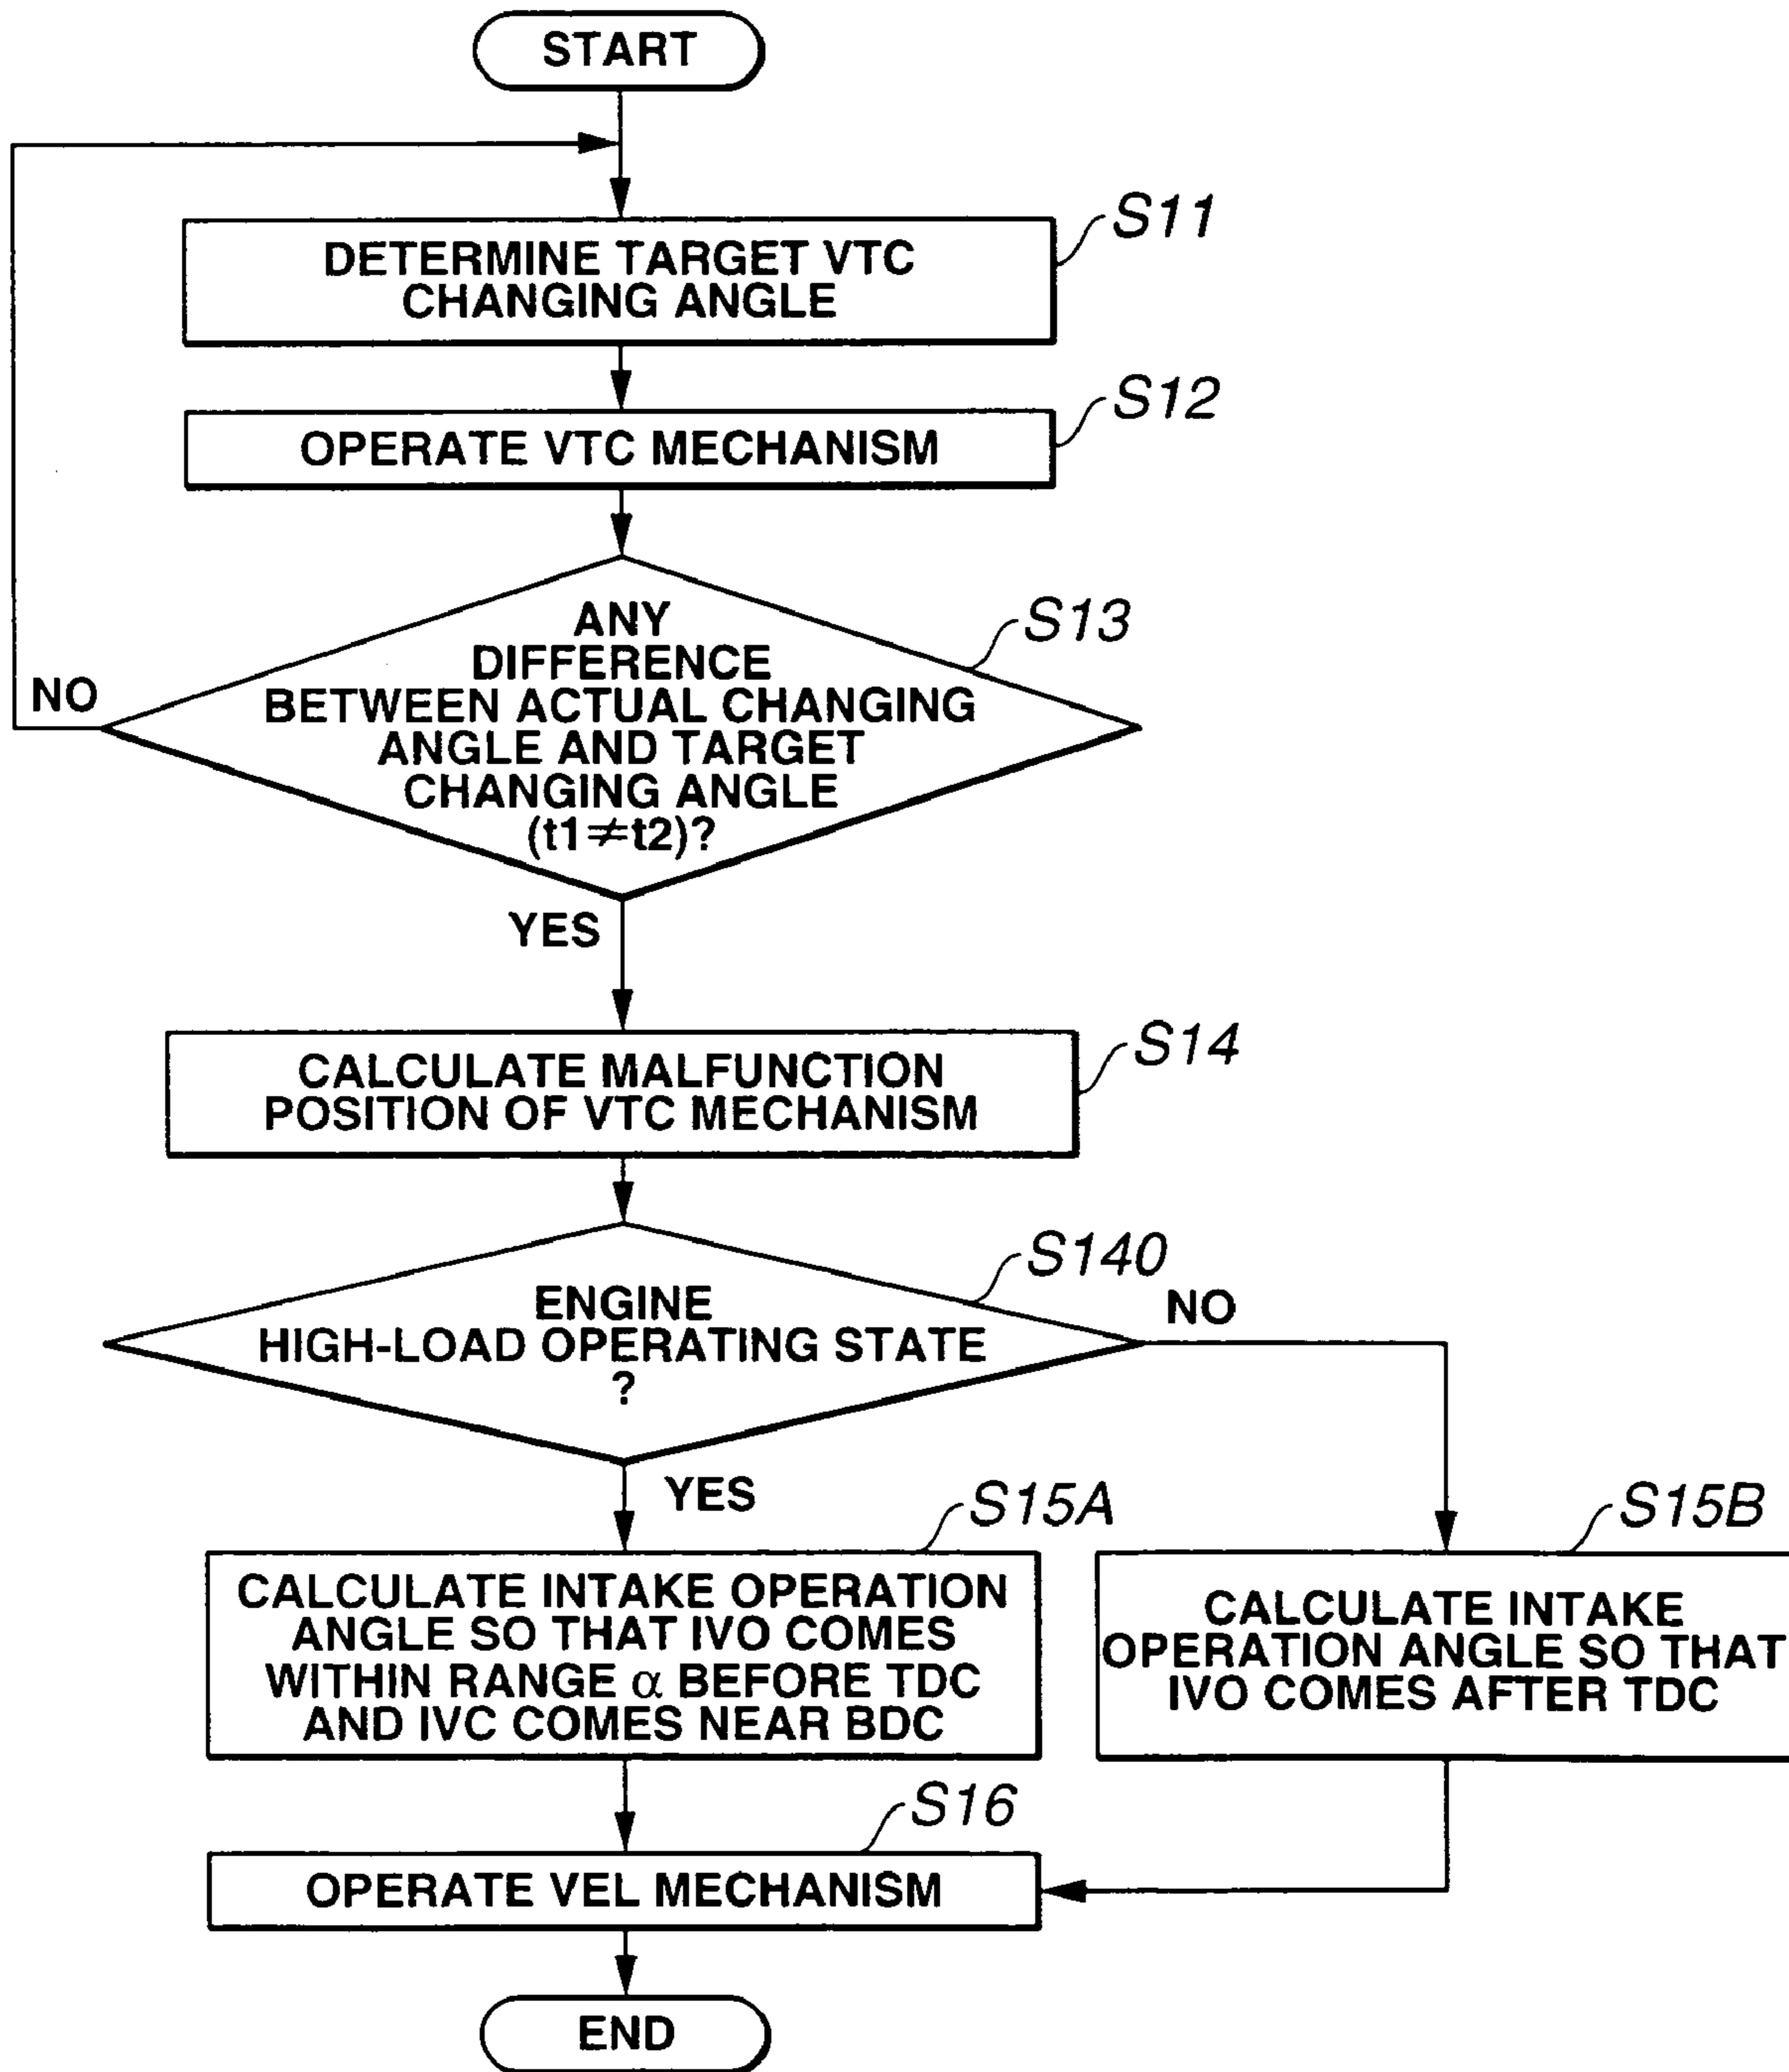 START
S11
DETERMINE TARGET VTC
CHANGING ANGLE
S12
OPERATE VTC MECHANISM
S13
ANY
DIFFERENCE
BETWEEN ACTUAL CHANGING
ANGLE AND TARGET
CHANGING ANGLE
(t1≠t2)?
NO
YES
S14
CALCULATE MALFUNCTION
POSITION OF VTC MECHANISM
S140
ENGINE
HIGH-LOAD OPERATING STATE
?
NO
YES
S15A
CALCULATE INTAKE OPERATION
ANGLE SO THAT IVO COMES
WITHIN RANGE α BEFORE TDC
AND IVC COMES NEAR BDC
S15B
CALCULATE INTAKE
OPERATION ANGLE SO THAT
IVO COMES AFTER TDC
S16
OPERATE VEL MECHANISM
END